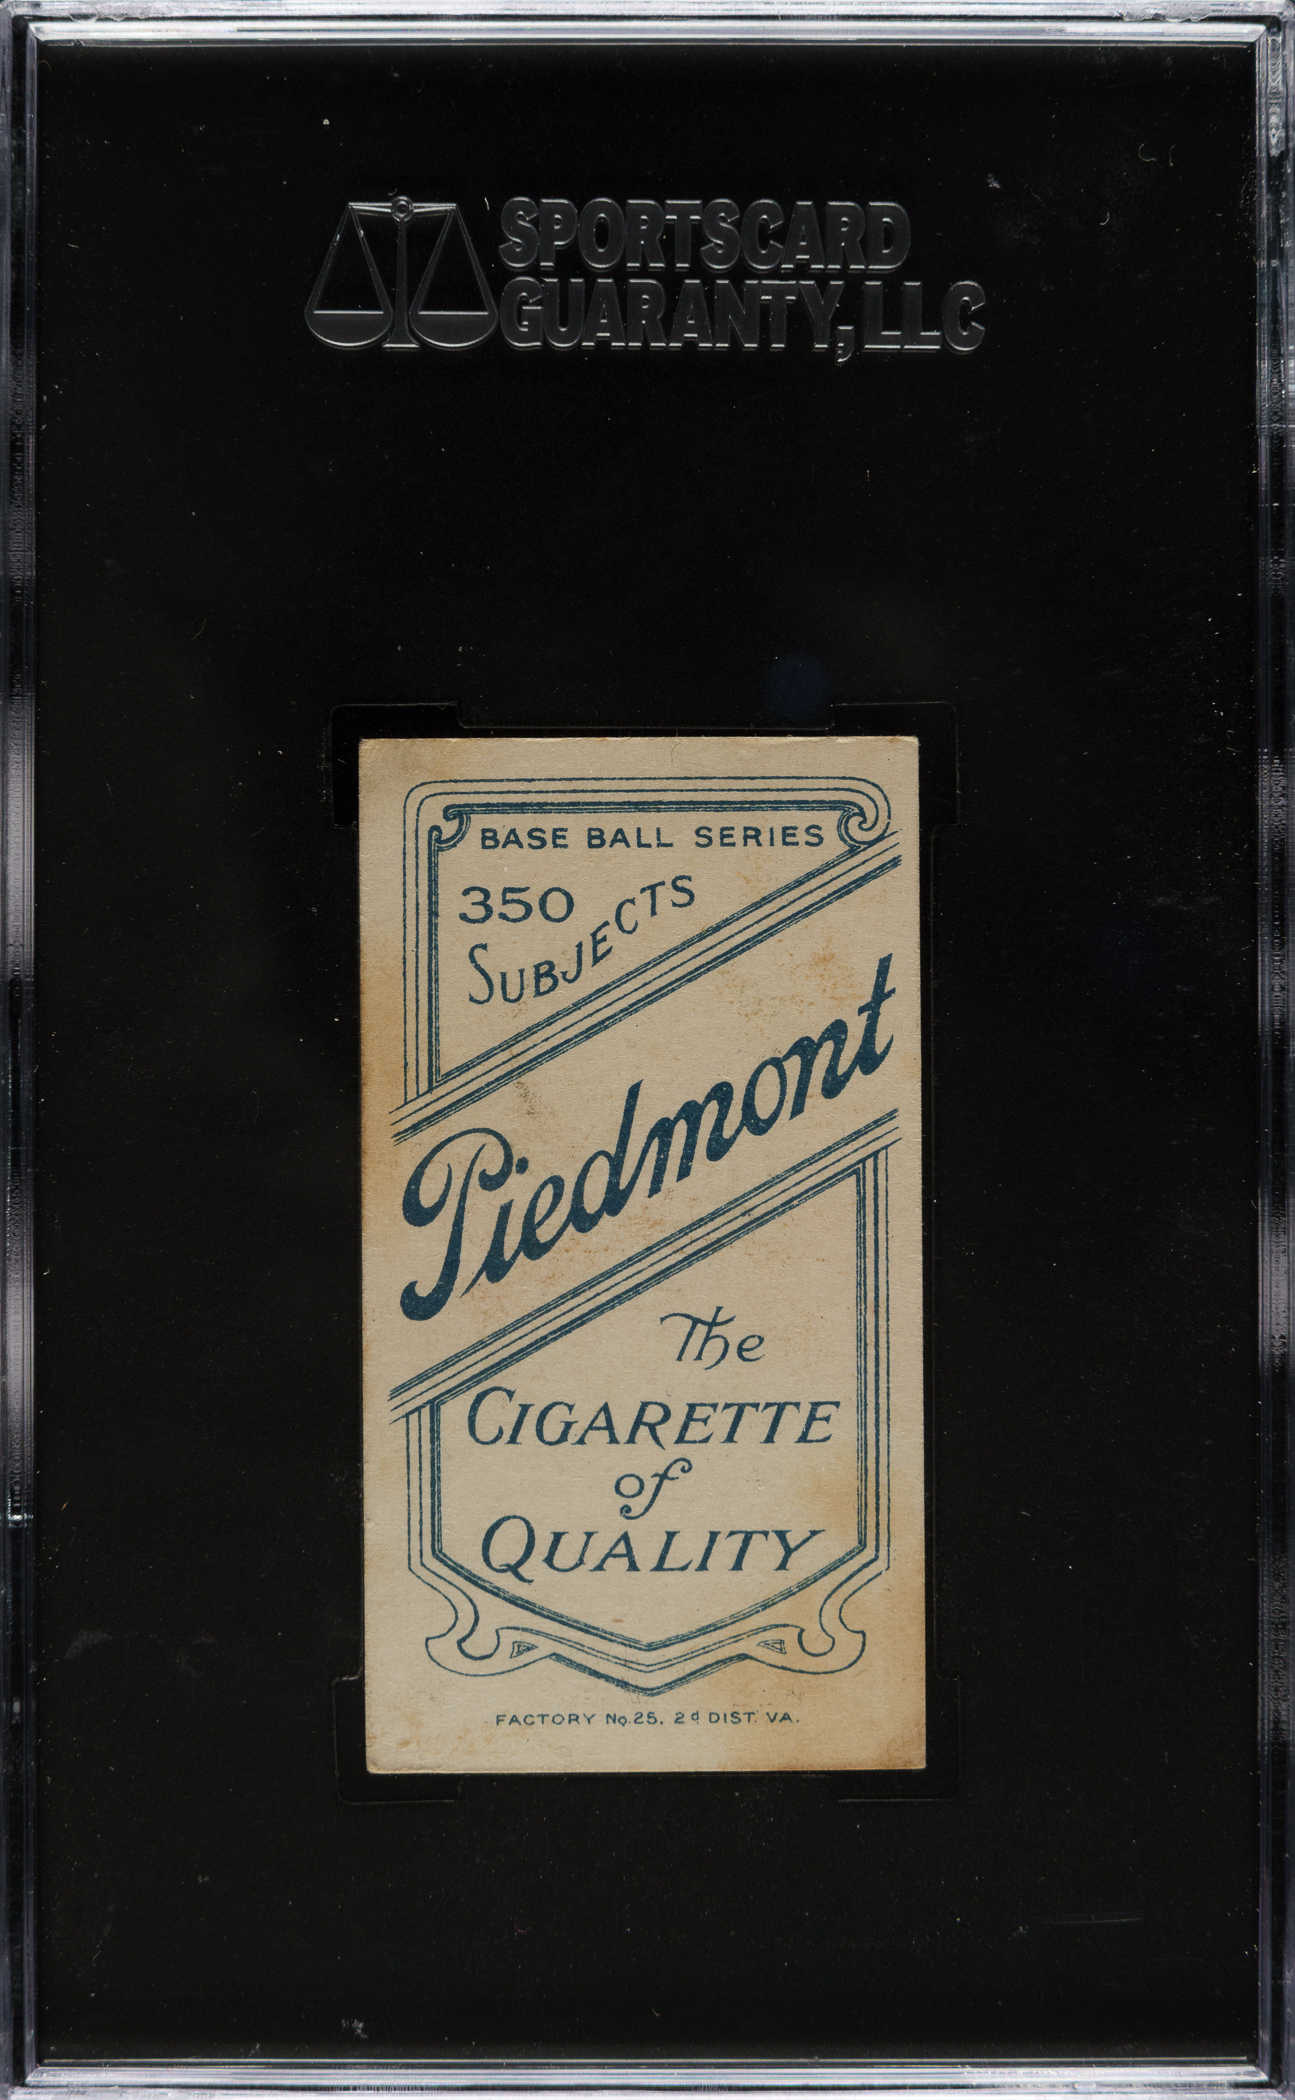 SPORTSCARD
GUARANTY, LLC
BASE BALL SERIES
350
SUBJECTS
Piedmont
The
CIGARETTE
of
QUALITY
FACTORY No. 25, 2d DIST. VA.